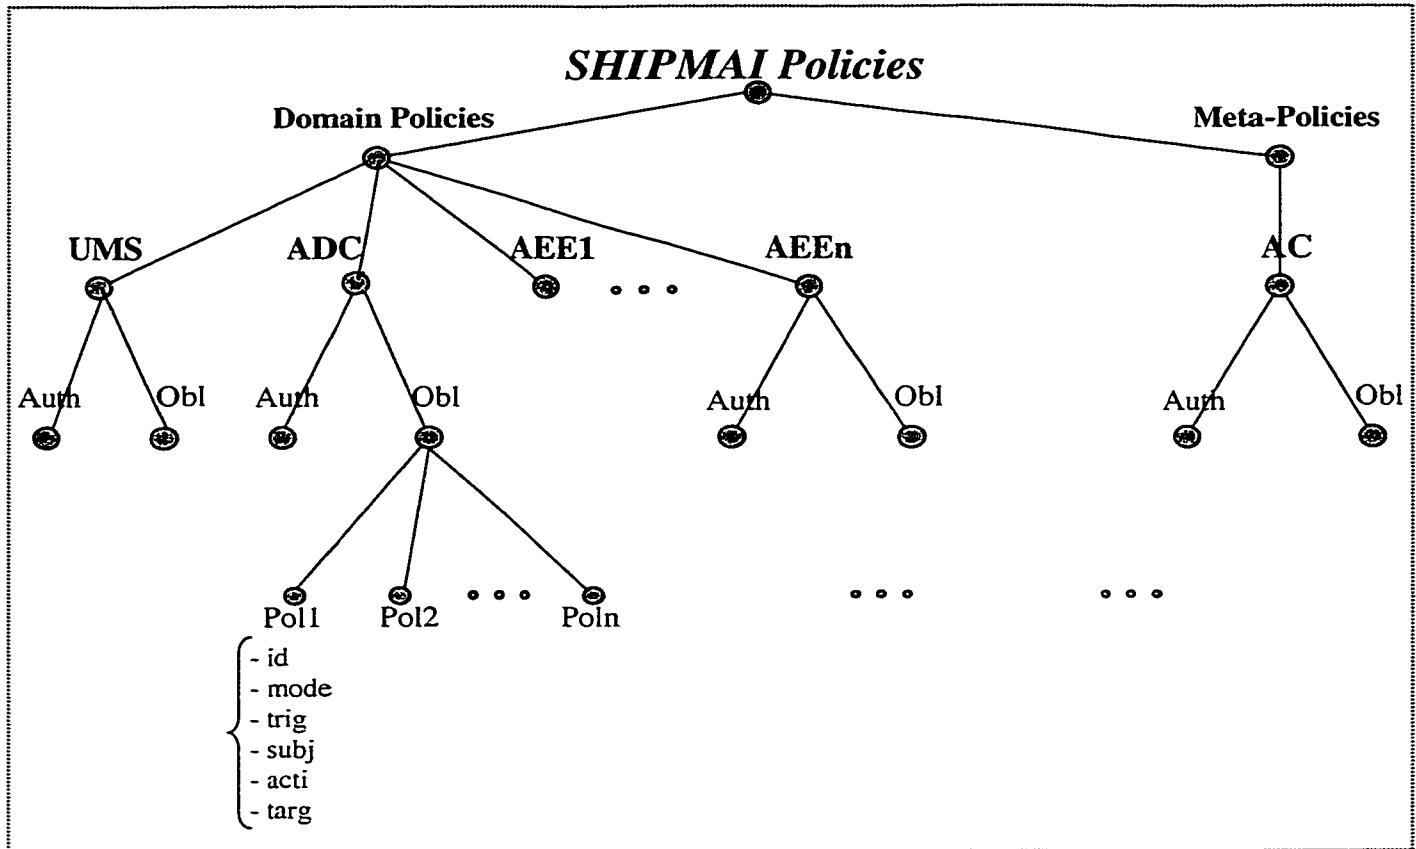 SHIPMAI Policies
Domain Policies
Meta-Policies
UMS
ADC
AEE1
AEEn
AC
Auth
Obl
Auth
Obl
Auth
Obl
Auth
Obl
Pol1
Pol2
Poln
- id
- mode
- trig
- subj
- acti
- targ